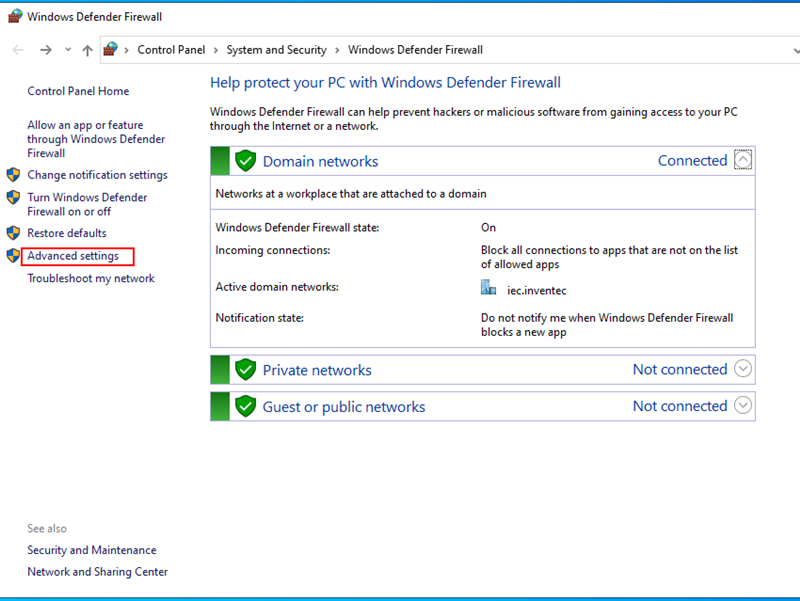 Windows Defender Firewall
Control Panel > System and Security > Windows Defender Firewall
Control Panel Home
Allow an app or feature
through Windows Defender
Firewall
Change notification settings
Turn Windows Defender
Firewall on or off
Restore defaults
Advanced settings
Troubleshoot my network
Help protect your PC with Windows Defender Firewall
Windows Defender Firewall can help prevent hackers or malicious software from gaining access to your PC
through the Internet or a network.
Domain networks Connected
Networks at a workplace that are attached to a domain
Windows Defender Firewall state: On
Incoming connections: Block all connections to apps that are not on the list
of allowed apps
Active domain networks: iec.inventec
Notification state: Do not notify me when Windows Defender Firewall
blocks a new app
Private networks Not connected
Guest or public networks Not connected
See also
Security and Maintenance
Network and Sharing Center